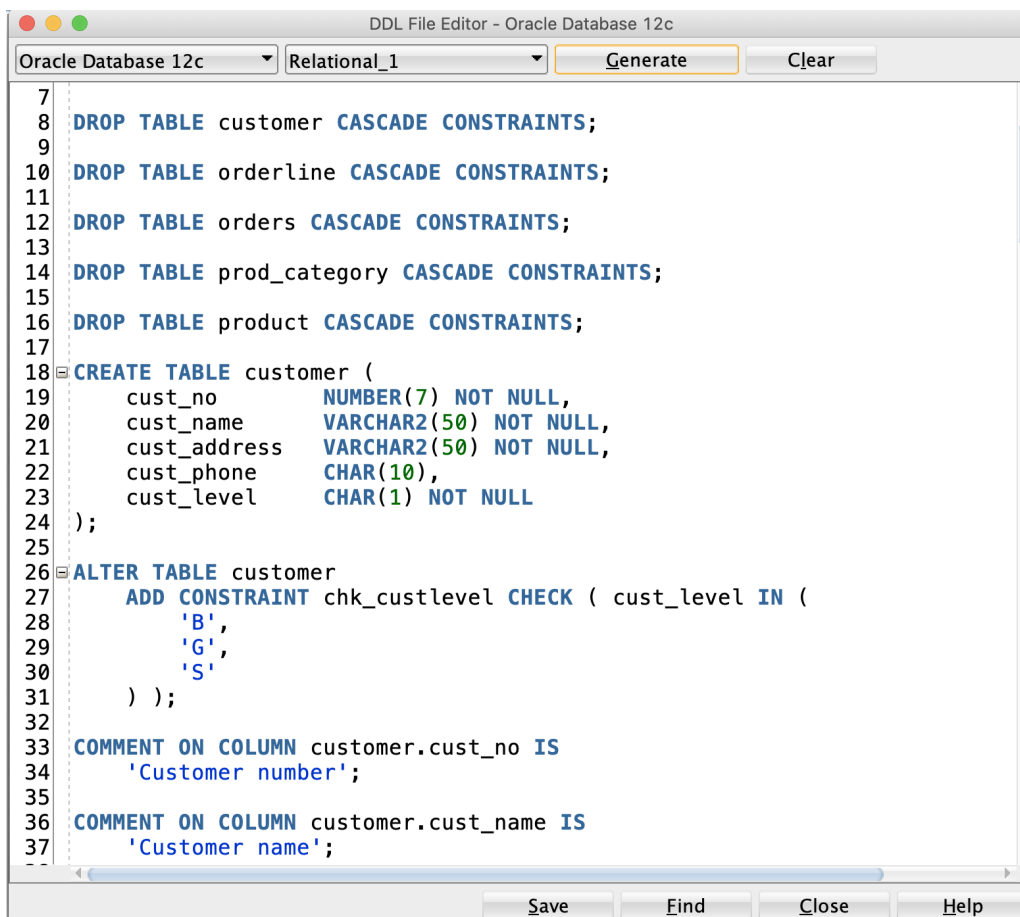 DDL File Editor - Oracle Database 12c
Oracle Database 12c Relational_1 Generate Clear
7
8 DROP TABLE customer CASCADE CONSTRAINTS;
9
10 DROP TABLE orderline CASCADE CONSTRAINTS;
11
12 DROP TABLE orders CASCADE CONSTRAINTS;
13
14 DROP TABLE prod_category CASCADE CONSTRAINTS;
15
16 DROP TABLE product CASCADE CONSTRAINTS;
17
18 CREATE TABLE customer (
19     cust_no        NUMBER(7) NOT NULL,
20     cust_name      VARCHAR2(50) NOT NULL,
21     cust_address   VARCHAR2(50) NOT NULL,
22     cust_phone     CHAR(10),
23     cust_level     CHAR(1) NOT NULL
24 );
25
26 ALTER TABLE customer
27     ADD CONSTRAINT chk_custlevel CHECK ( cust_level IN (
28         'B',
29         'G',
30         'S'
31     ) );
32
33 COMMENT ON COLUMN customer.cust_no IS
34     'Customer number';
35
36 COMMENT ON COLUMN customer.cust_name IS
37     'Customer name';
Save Find Close Help